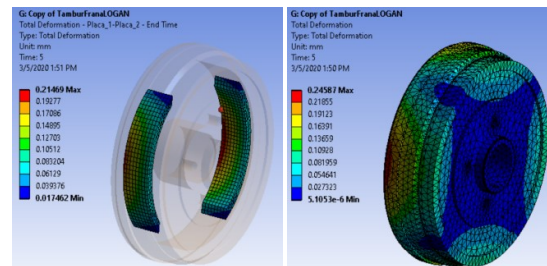 G: Copy of TamburFranaLOGAN
Total Deformation - Placa_1-Placa_2 - End Time
Type: Total Deformation
Unit: mm
Time: 5
3/5/2020 1:51 PM
0.21469 Max
0.19277
0.17086
0.14895
0.12703
0.10512
0.083204
0.06129
0.039376
0.017462 Min
G: Copy of TamburFranaLOGAN
Total Deformation
Type: Total Deformation
Unit: mm
Time: 5
3/5/2020 1:50 PM
0.24587 Max
0.21855
0.19123
0.16391
0.13659
0.10928
0.081959
0.054641
0.027323
5.1053e-6 Min